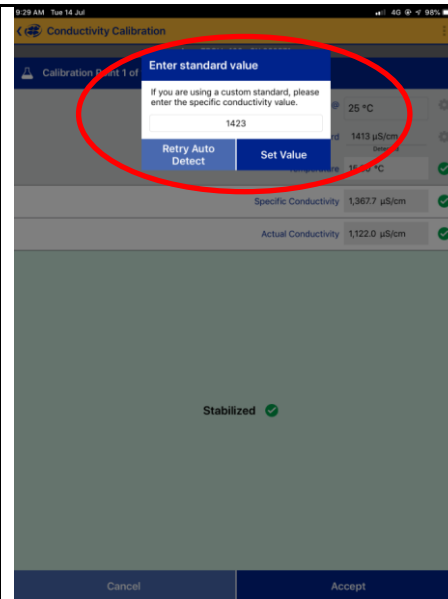 9:29 AM Tue 14 Jul
4G 98%
Conductivity Calibration
Calibration Point 1 of
Enter standard value
If you are using a custom standard, please
enter the specific conductivity value.
1423
Retry Auto
Detect
Set Value
25 °C
1413 µS/cm
°C
Specific Conductivity 1,367.7 µS/cm
Actual Conductivity 1,122.0 µS/cm
Stabilized
Cancel
Accept